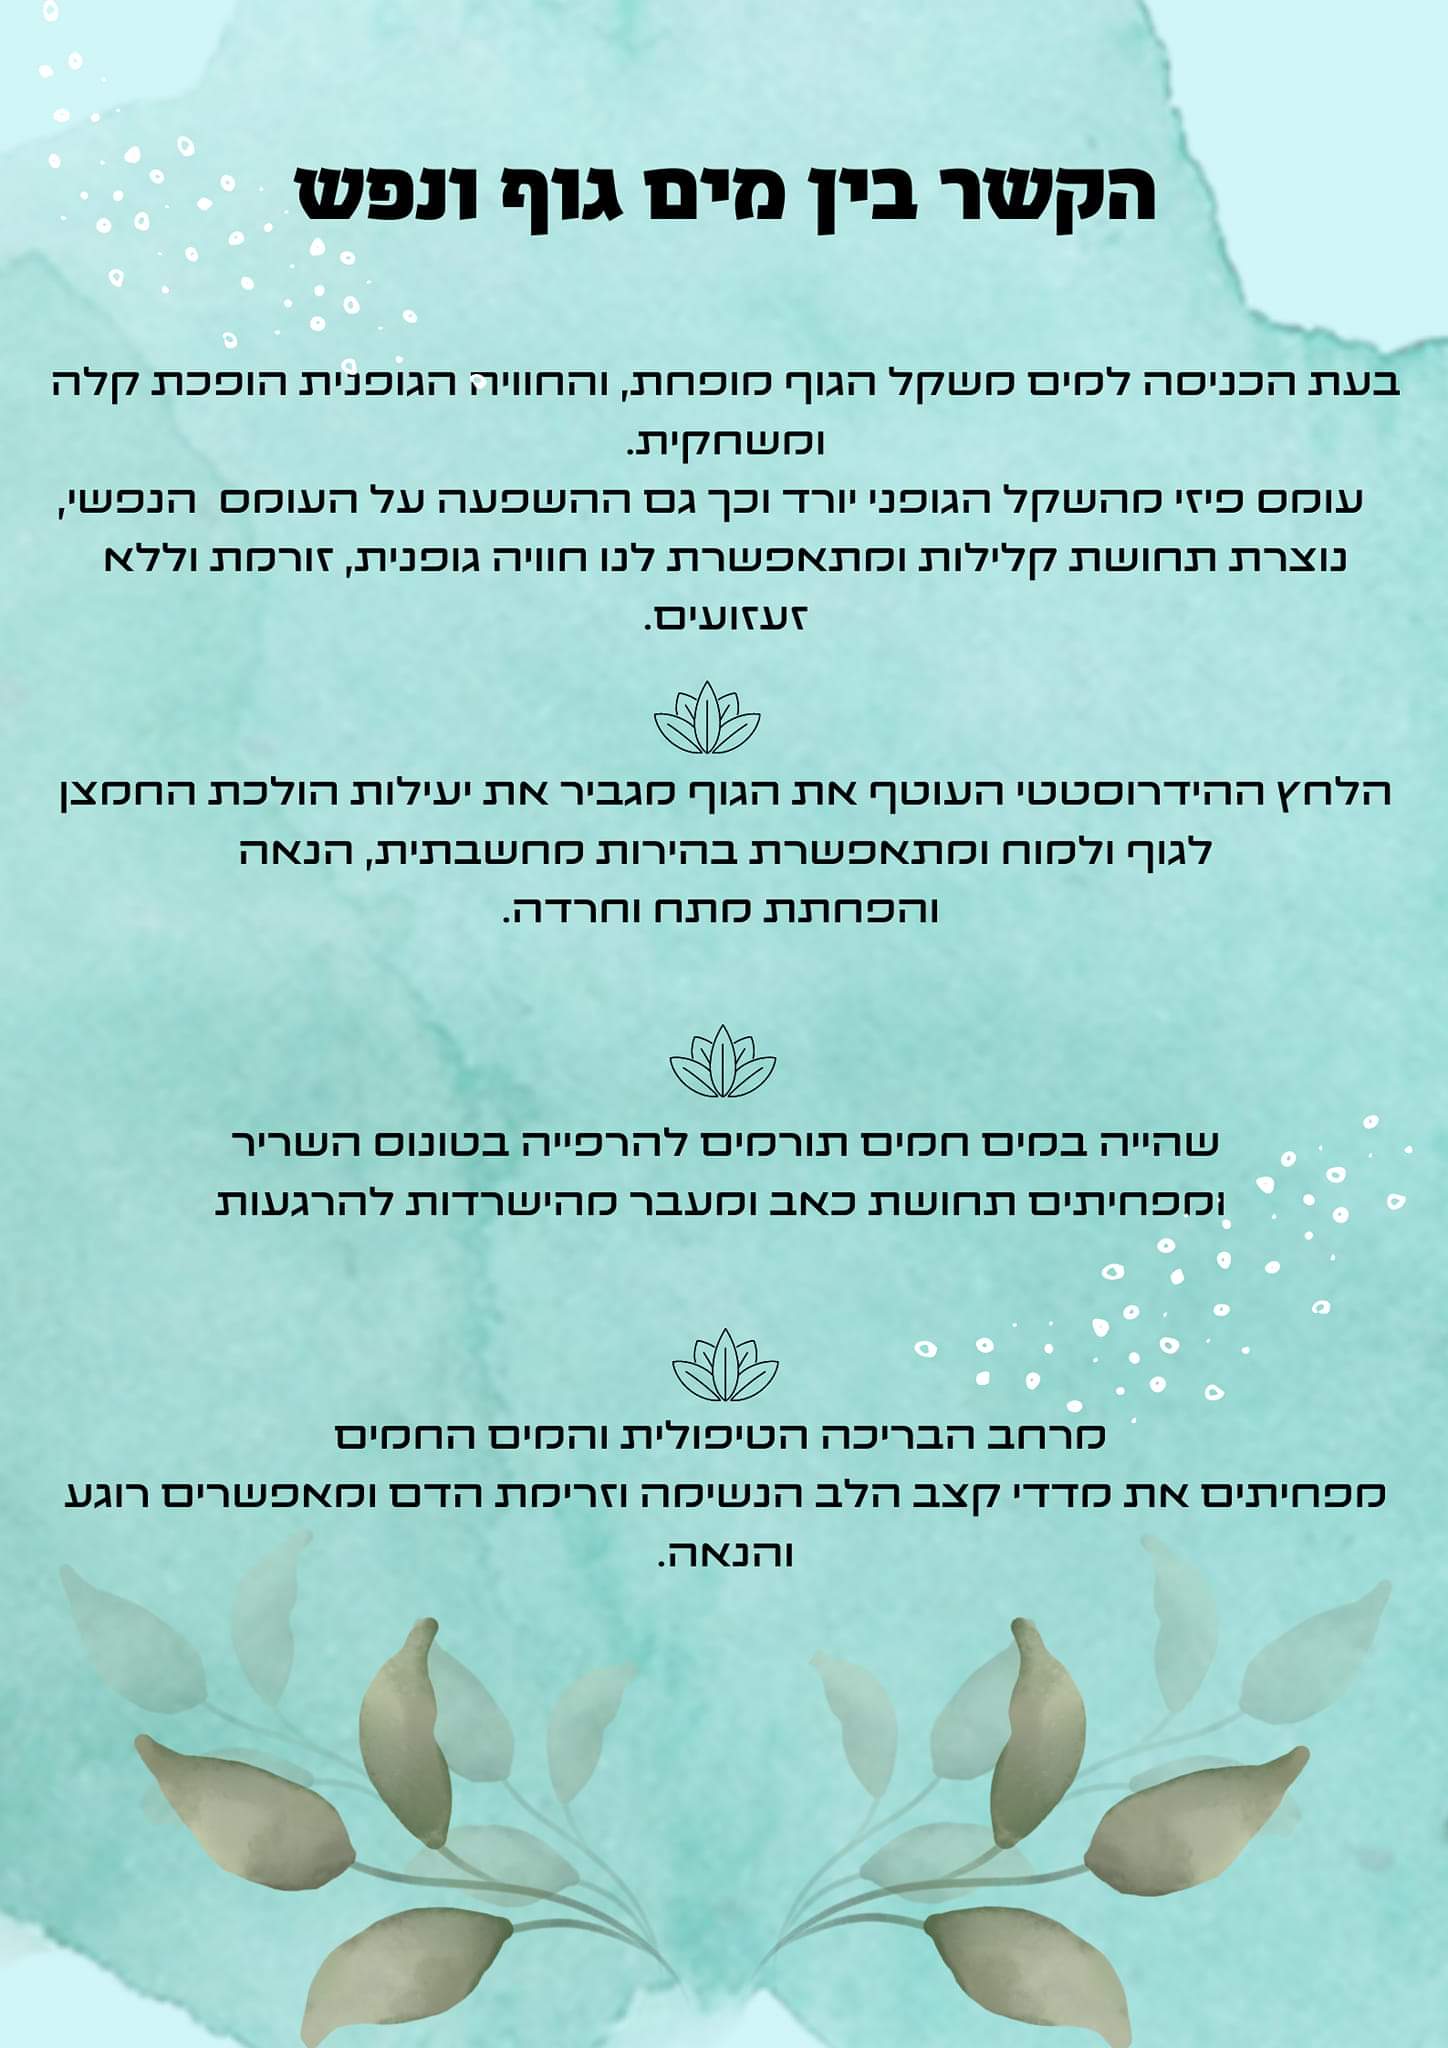 הקשר בין מים גוף ונפש
בעת הכניסה למים משקל הגוף מופחת, והחוויה הגופנית הופכת קלה
ומשחקית.
עומס פיזי מהשקל הגופני יורד וכך גם ההשפעה על העומס הנפשי,
נוצרת תחושת קלילות ומתאפשרת לנו חוויה גופנית, זורמת וללא
זעזועים.
הלחץ ההידרוסטטי העוטף את הגוף מגביר את יעילות הולכת החמצן
לגוף ולמוח ומתאפשרת בהירות מחשבתית, הנאה
והפחתת מתח וחרדה.
שהייה במים חמים תורמים להרפייה בטונוס השריר
ומפחיתים תחושת כאב ומעבר מהישרדות להרגעות
מרחב הבריכה הטיפולית והמים החמים
מפחיתים את מדדי קצב הלב הנשימה וזרימת הדם ומאפשרים רוגע
והנאה.